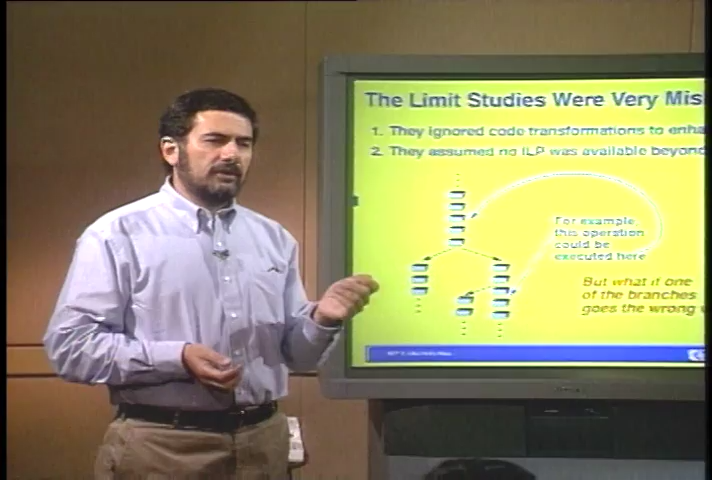 The Limit Studies Were Very Mis
1. They ignored code transformations to enha
2. They assumed no ILP was available beyond
For example,
this operation
could be
executed here
But what if one
of the branches
goes the wrong